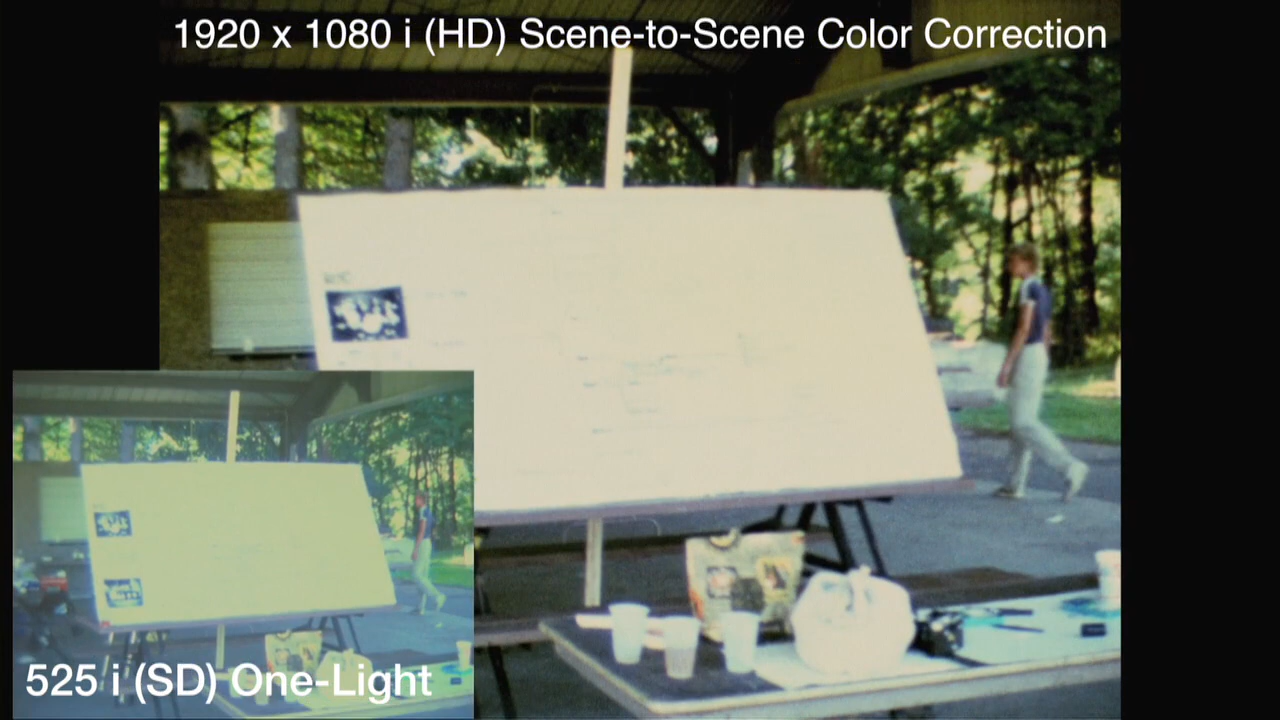 1920 x 1080 i (HD) Scene-to-Scene Color Correction
525 i (SD) One-Light